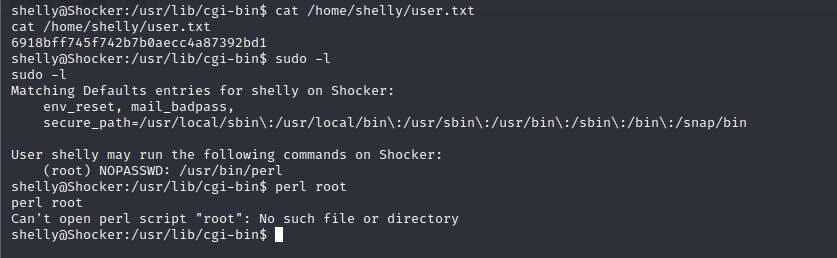 shelly@Shocker:/usr/lib/cgi-bin$ cat /home/shelly/user.txt
cat /home/shelly/user.txt
6918bff745f742b7b0aecc4a87392bd1
shelly@Shocker:/usr/lib/cgi-bin$ sudo -l
sudo -l
Matching Defaults entries for shelly on Shocker:
    env_reset, mail_badpass,
    secure_path=/usr/local/sbin\:/usr/local/bin\:/usr/sbin\:/usr/bin\:/sbin\:/bin\:/snap/bin

User shelly may run the following commands on Shocker:
    (root) NOPASSWD: /usr/bin/perl
shelly@Shocker:/usr/lib/cgi-bin$ perl root
perl root
Can't open perl script "root": No such file or directory
shelly@Shocker:/usr/lib/cgi-bin$